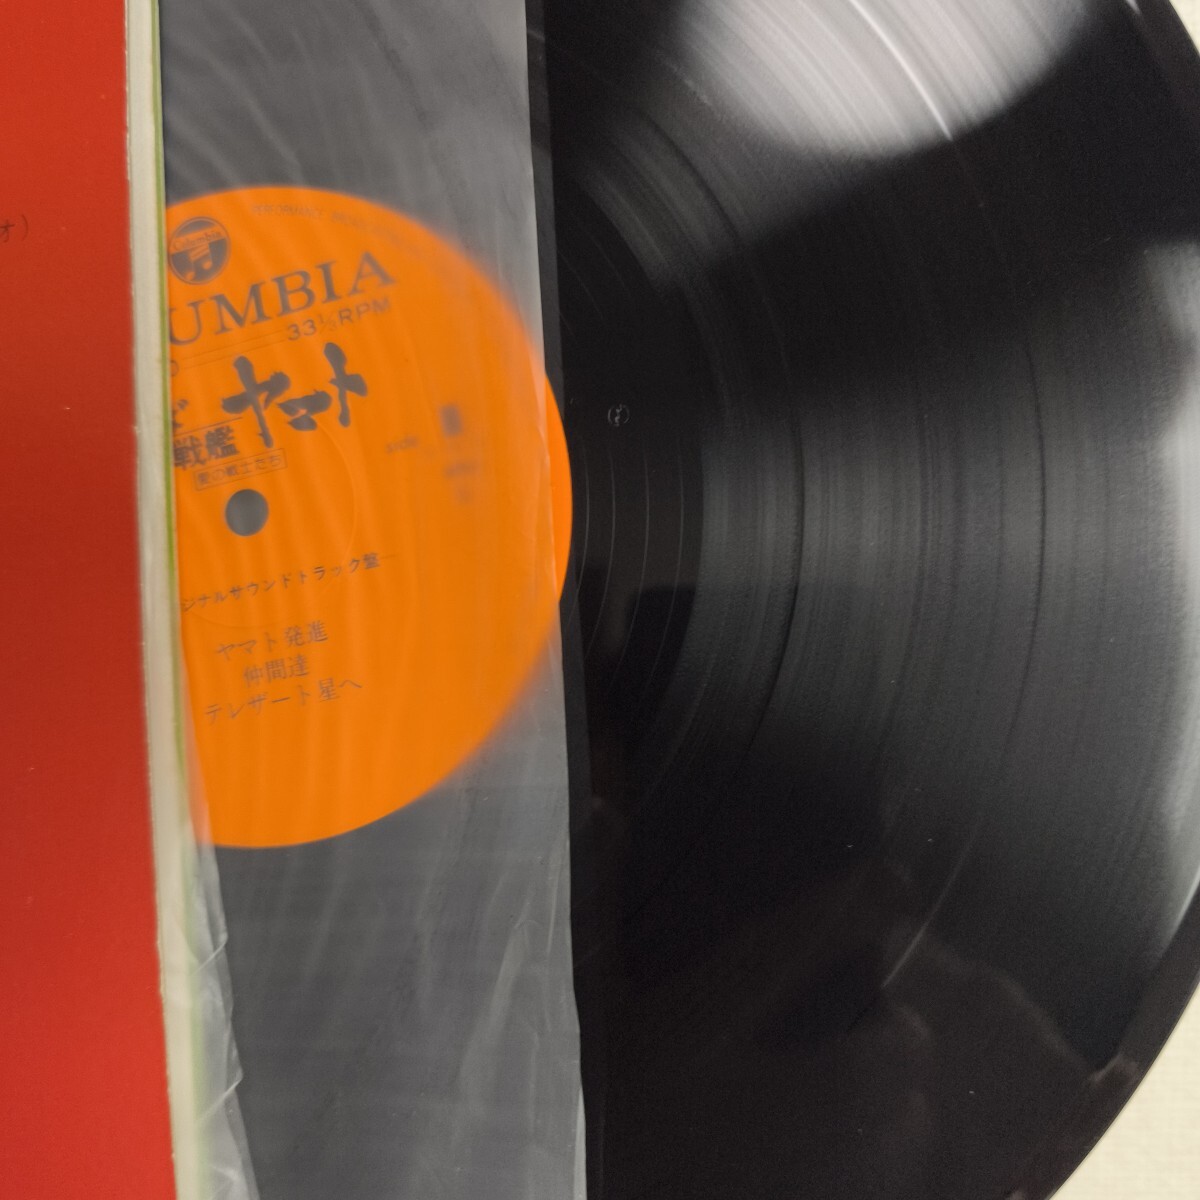 オ）
Columbia
UMBIA
33⅓RPM
ヤマト
戦艦
愛の戦士たち
ジナルサウンドトラック盤
ヤマト発進
仲間達
テレザート星へ